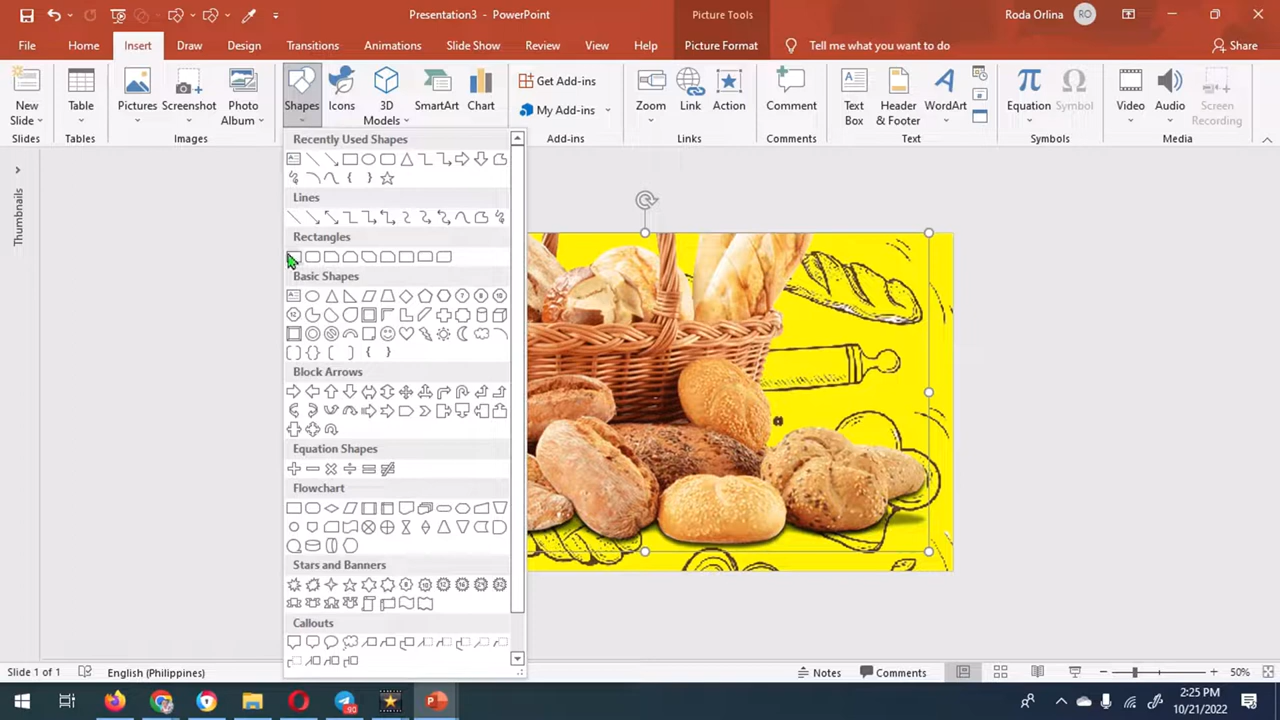 Presentation3 - PowerPoint
Picture Tools
Roda Orlina
RO
File
Home
Insert
Draw
Design
Transitions
Animations
Slide Show
Review
View
Help
Picture Format
Tell me what you want to do
Share
New Slide
Table
Pictures
Screenshot
Photo Album
Shapes
Icons
3D Models
SmartArt
Chart
Get Add-ins
My Add-ins
Zoom
Link
Action
Comment
Text Box
Header & Footer
WordArt
Equation
Symbol
Video
Audio
Screen Recording
Slides
Tables
Images
Add-ins
Links
Comments
Text
Symbols
Media
Recently Used Shapes
Lines
Rectangles
Basic Shapes
Block Arrows
Equation Shapes
Flowchart
Stars and Banners
Callouts
Thumbnails
Slide 1 of 1
English (Philippines)
Notes
Comments
50%
90
2:25 PM
10/21/2022